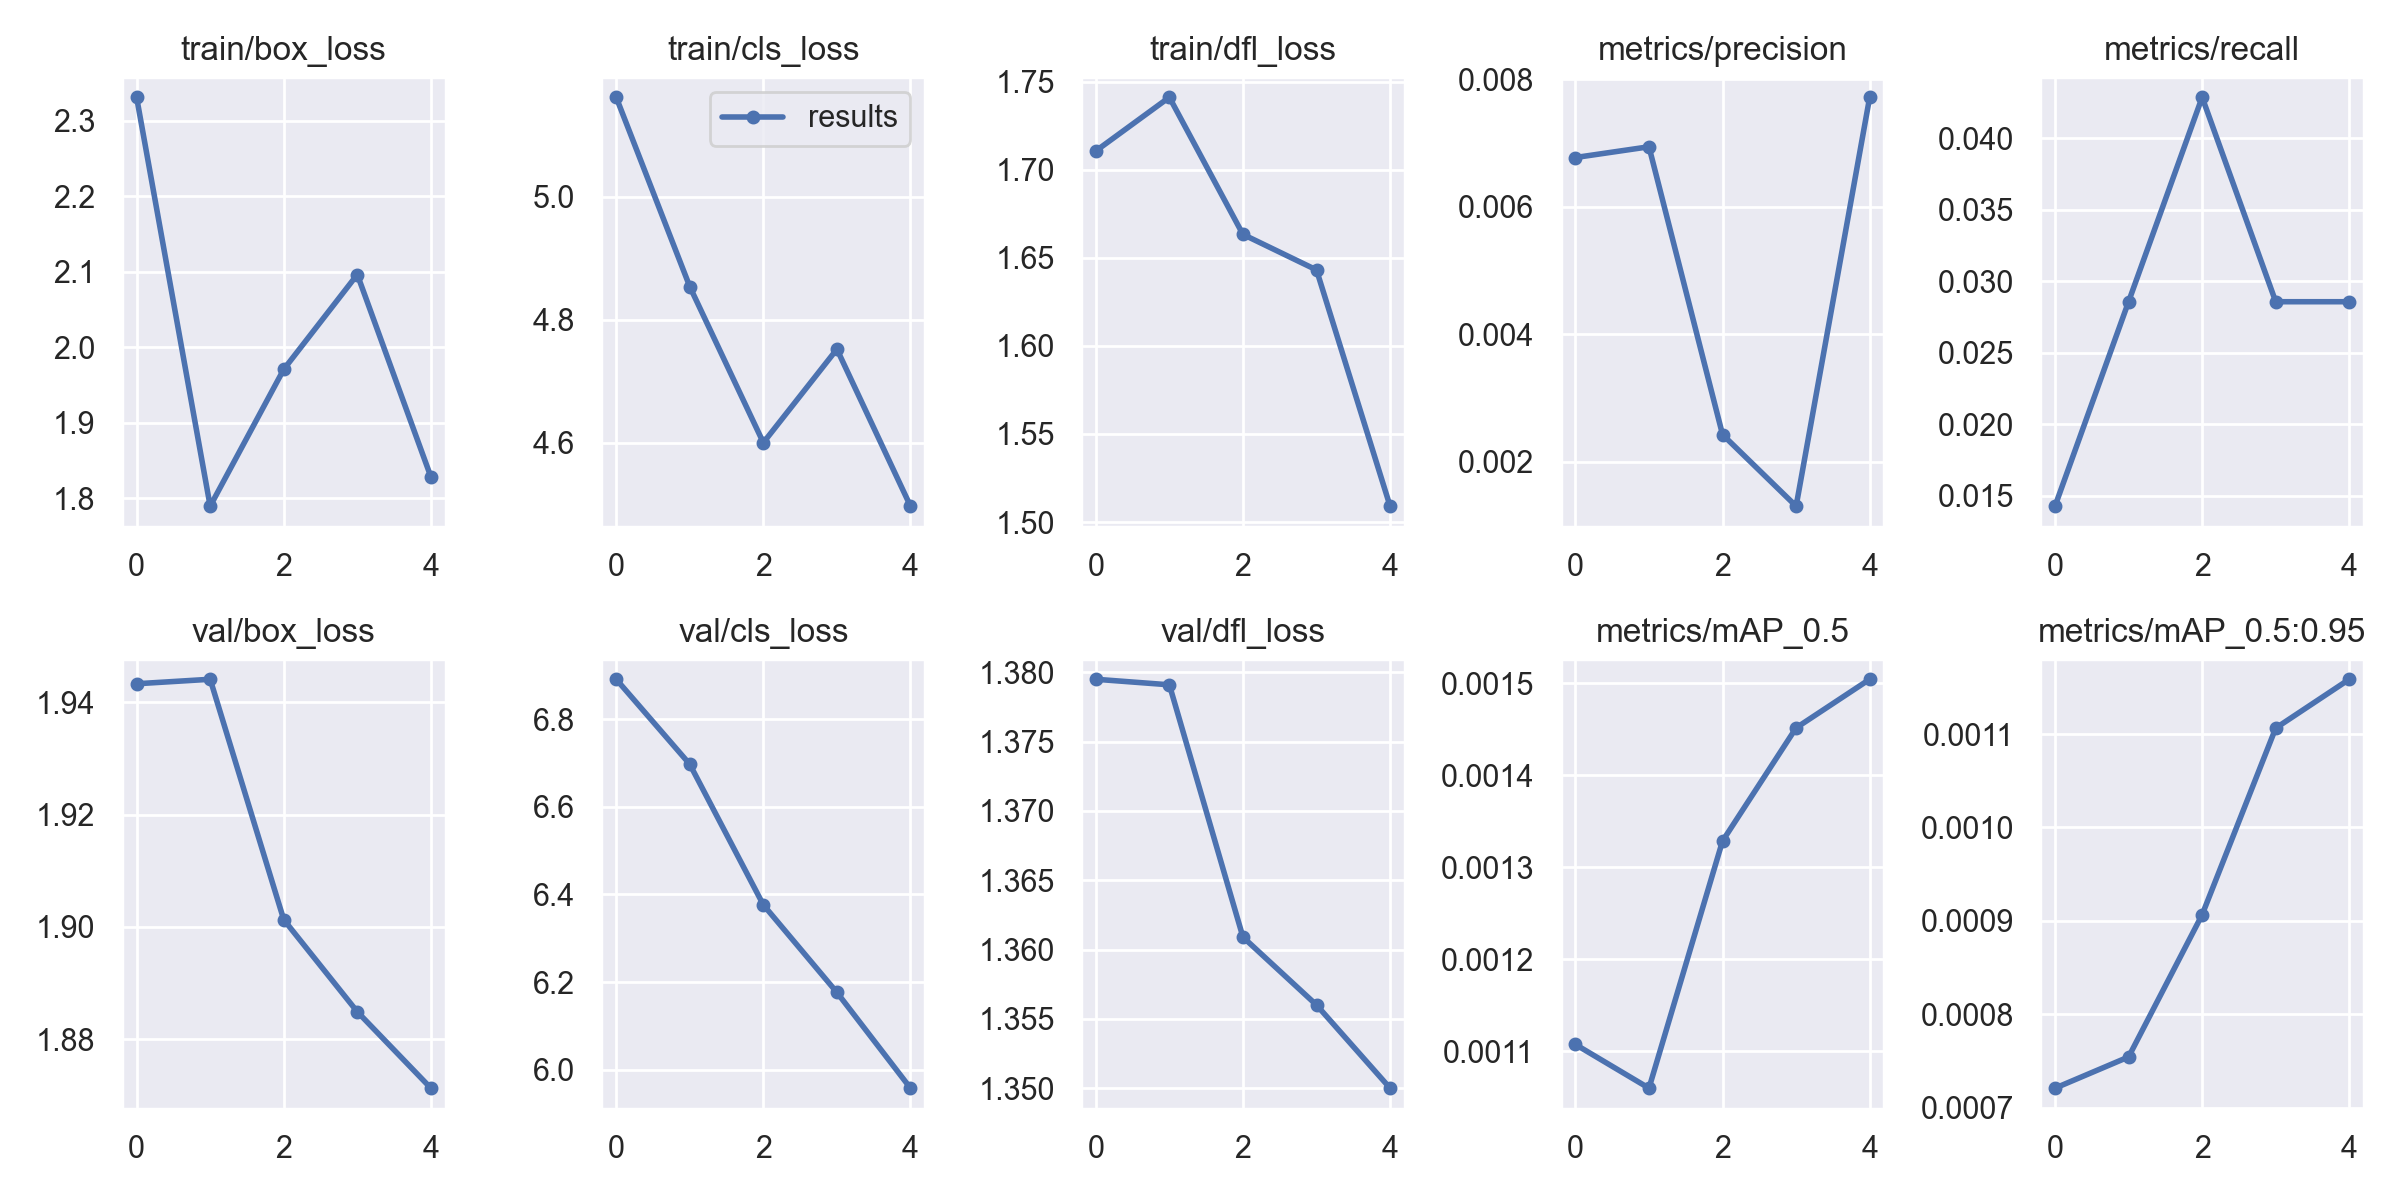 train/box_loss
2.3
2.2
2.1
2.0
1.9
1.8
0 2 4
train/cls_loss
results
5.0
4.8
4.6
0 2 4
train/dfl_loss
1.75
1.70
1.65
1.60
1.55
1.50
0 2 4
metrics/precision
0.008
0.006
0.004
0.002
0 2 4
metrics/recall
0.040
0.035
0.030
0.025
0.020
0.015
0 2 4
val/box_loss
1.94
1.92
1.90
1.88
0 2 4
val/cls_loss
6.8
6.6
6.4
6.2
6.0
0 2 4
val/dfl_loss
1.380
1.375
1.370
1.365
1.360
1.355
1.350
0 2 4
metrics/mAP_0.5
0.0015
0.0014
0.0013
0.0012
0.0011
0 2 4
metrics/mAP_0.5:0.95
0.0011
0.0010
0.0009
0.0008
0.0007
0 2 4